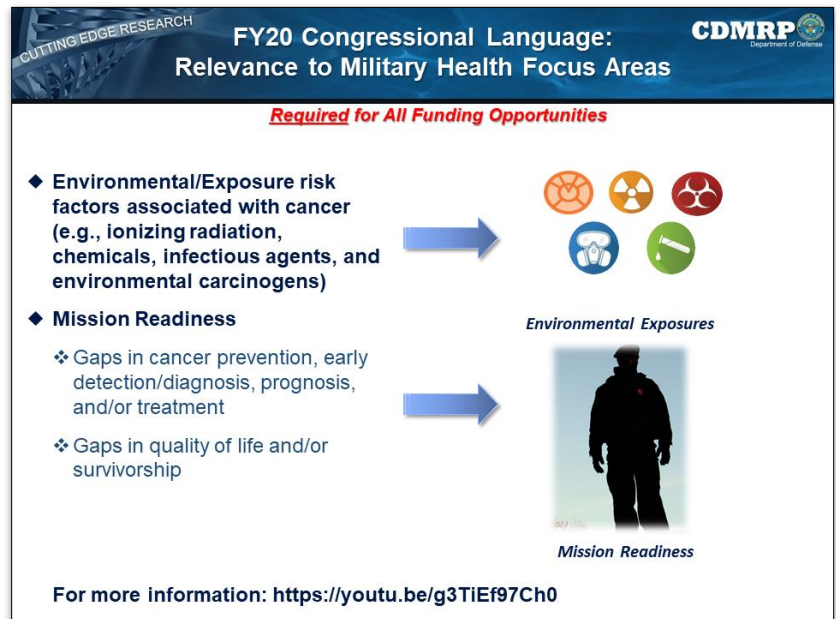 CUTTING EDGE RESEARCH
FY20 Congressional Language:
Relevance to Military Health Focus Areas
CDMRP
Department of Defense
Required for All Funding Opportunities
Environmental/Exposure risk
factors associated with cancer
(e.g., ionizing radiation,
chemicals, infectious agents, and
environmental carcinogens)
Environmental Exposures
Mission Readiness
Gaps in cancer prevention, early
detection/diagnosis, prognosis,
and/or treatment
Gaps in quality of life and/or
survivorship
Mission Readiness
For more information: https://youtu.be/g3TiEf97Ch0